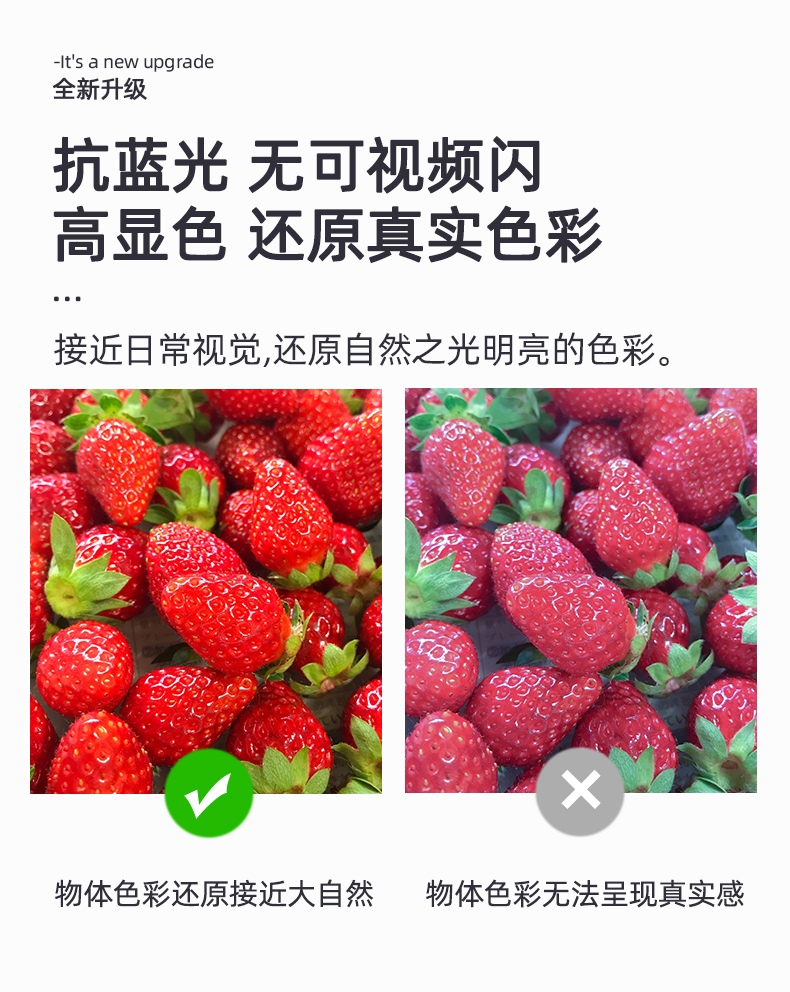 -It's a new upgrade
全新升级
抗蓝光 无可视频闪
高显色 还原真实色彩
...
接近日常视觉,还原自然之光明亮的色彩。
物体色彩还原接近大自然
物体色彩无法呈现真实感